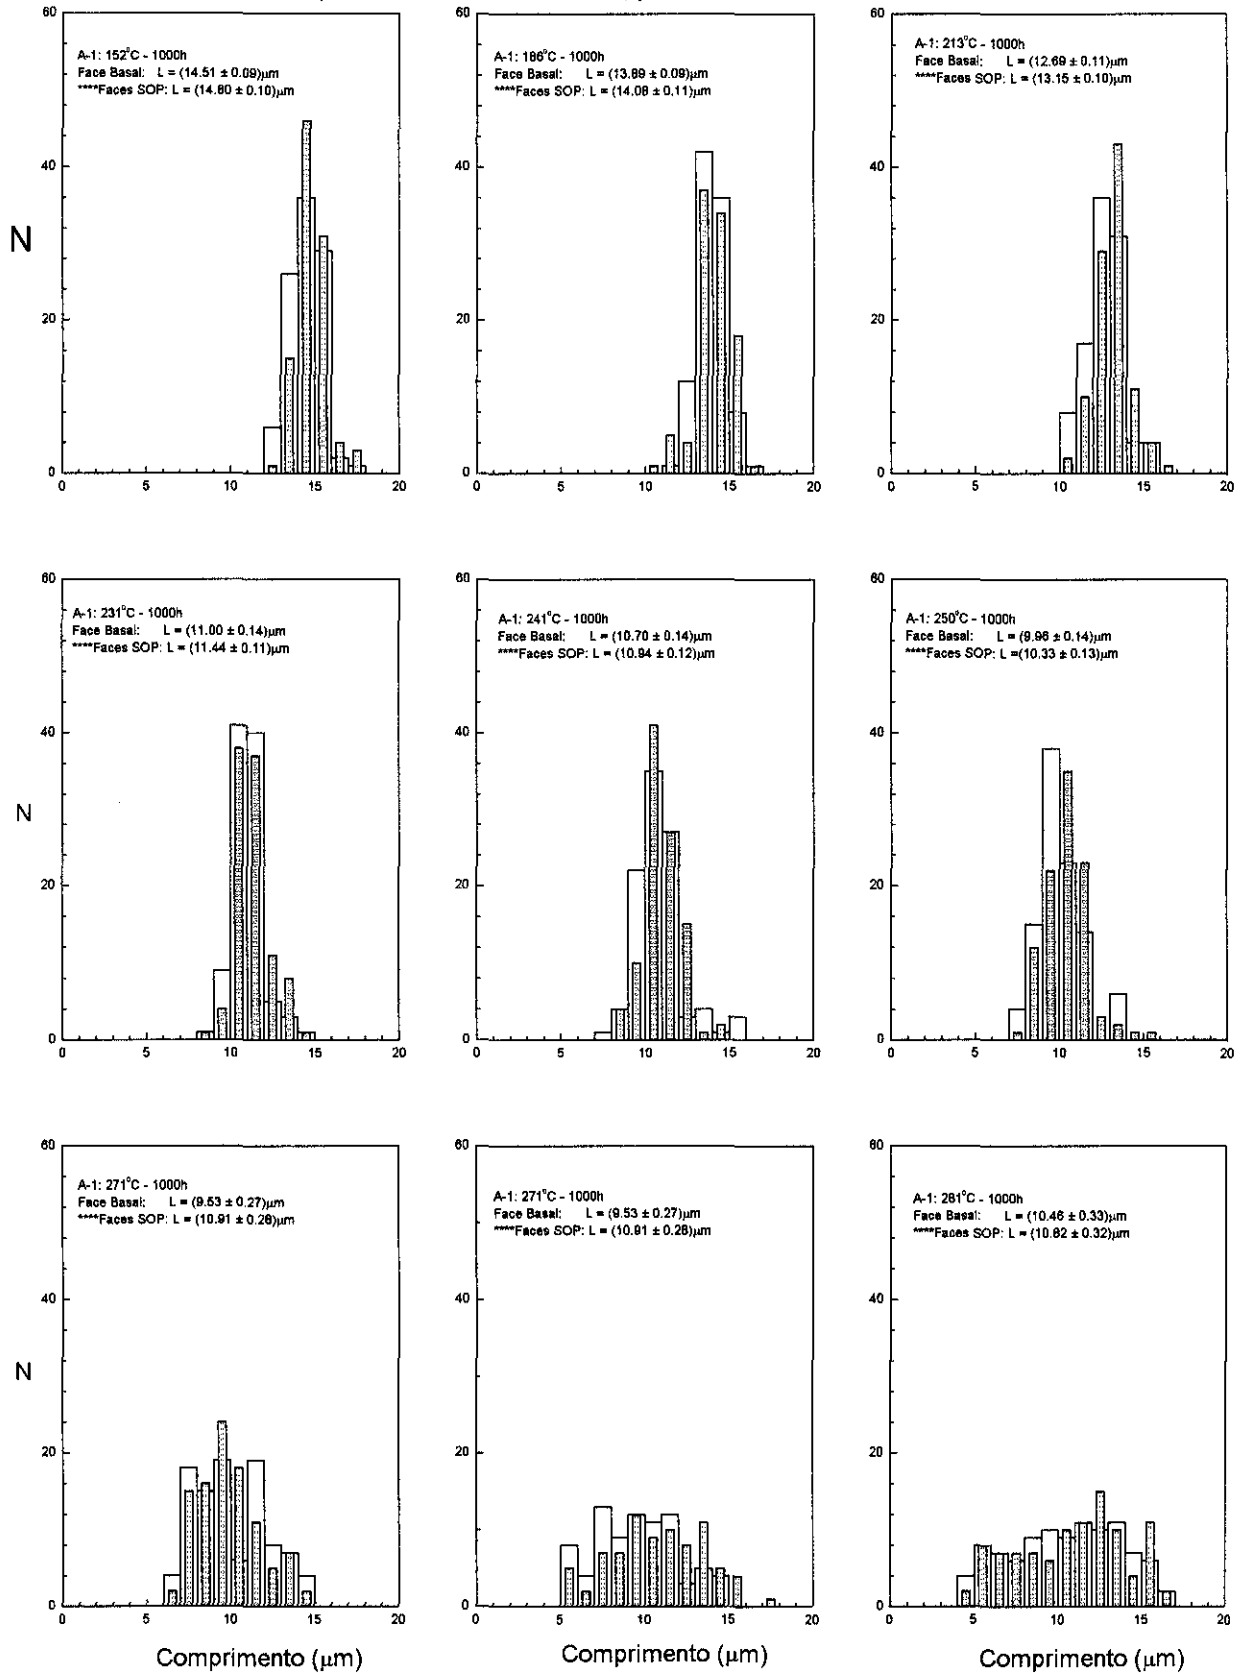 60
40
N
20
0
0 5 10 15 20
A-1: 152°C - 1000h
Face Basal: L = (14.51 ± 0.09)µm
****Faces SOP: L = (14.80 ± 0.10)µm
60
40
20
0
0 5 10 15 20
A-1: 186°C - 1000h
Face Basal: L = (13.89 ± 0.09)µm
****Faces SOP: L = (14.08 ± 0.11)µm
60
40
20
0
0 5 10 15 20
A-1: 213°C - 1000h
Face Basal: L = (12.69 ± 0.11)µm
****Faces SOP: L = (13.15 ± 0.10)µm
60
40
N
20
0
0 5 10 15 20
A-1: 231°C - 1000h
Face Basal: L = (11.00 ± 0.14)µm
****Faces SOP: L = (11.44 ± 0.11)µm
60
40
20
0
0 5 10 15 20
A-1: 241°C - 1000h
Face Basal: L = (10.70 ± 0.14)µm
****Faces SOP: L = (10.94 ± 0.12)µm
60
40
20
0
0 5 10 15 20
A-1: 250°C - 1000h
Face Basal: L = (9.96 ± 0.14)µm
****Faces SOP: L =(10.33 ± 0.13)µm
60
40
N
20
0
0 5 10 15 20
A-1: 271°C - 1000h
Face Basal: L = (9.53 ± 0.27)µm
****Faces SOP: L = (10.91 ± 0.28)µm
Comprimento (µm)
60
40
20
0
0 5 10 15 20
A-1: 271°C - 1000h
Face Basal: L = (9.53 ± 0.27)µm
****Faces SOP: L = (10.91 ± 0.28)µm
Comprimento (µm)
60
40
20
0
0 5 10 15 20
A-1: 281°C - 1000h
Face Basal: L = (10.46 ± 0.33)µm
****Faces SOP: L = (10.82 ± 0.32)µm
Comprimento (µm)